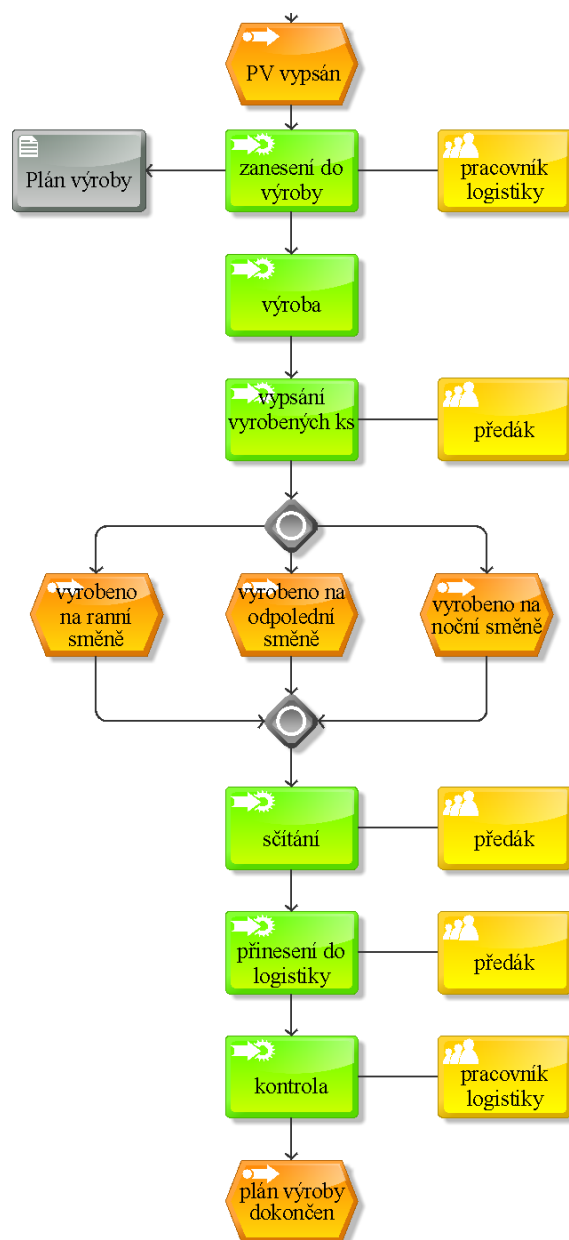 PV vypsán
Plán výroby
zanesení do
výroby
pracovník
logistiky
výroba
vypsání
vyrobených ks
předák
vyrobeno
na ranní
směně
vyrobeno na
odpolední
směně
vyrobeno na
noční směně
sčítání
předák
přinesení do
logistiky
předák
kontrola
pracovník
logistiky
plán výroby
dokončen